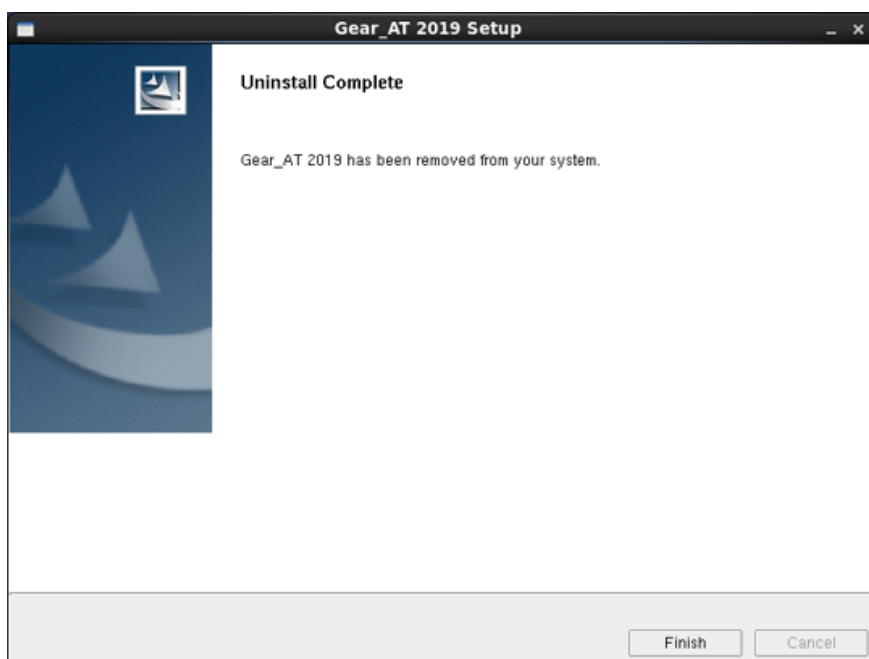 Gear_AT 2019 Setup
Uninstall Complete
Gear_AT 2019 has been removed from your system.
Finish
Cancel